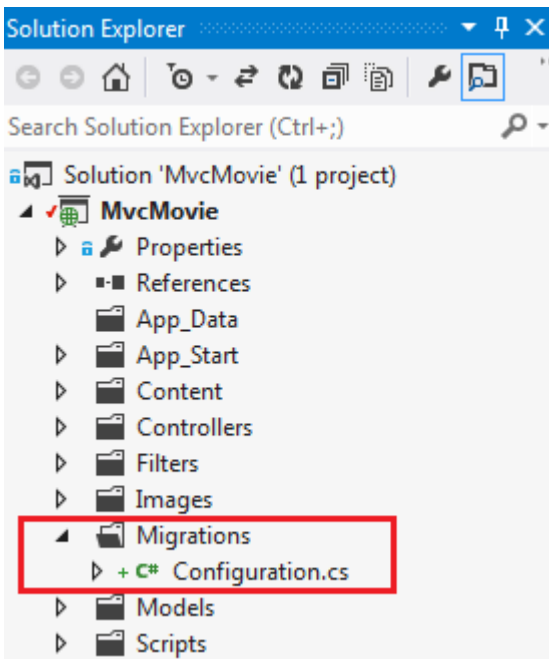 Solution Explorer
Search Solution Explorer (Ctrl+;)
Solution 'MvcMovie' (1 project)
MvcMovie
Properties
References
App_Data
App_Start
Content
Controllers
Filters
Images
Migrations
C# Configuration.cs
Models
Scripts